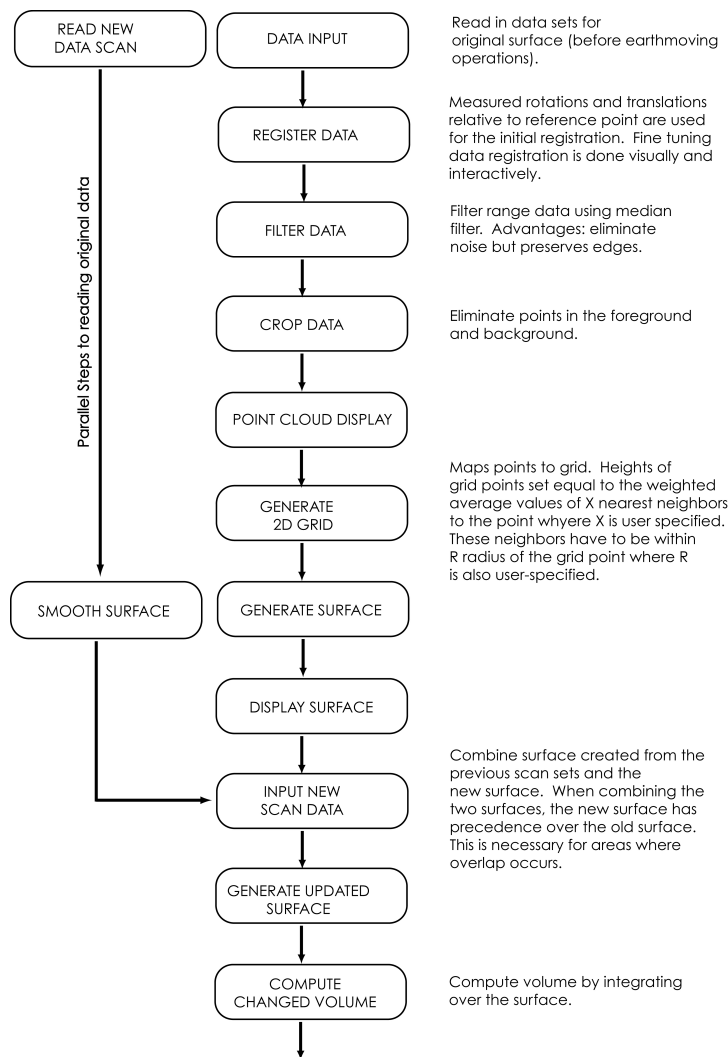 READ NEW
DATA SCAN
DATA INPUT
Read in data sets for
original surface (before earthmoving
operations).
Measured rotations and translations
relative to reference point are used
for the initial registration. Fine tuning
data registration is done visually and
interactively.
REGISTER DATA
Parallel Steps to reading original data
Filter range data using median
filter. Advantages: eliminate
noise but preserves edges.
FILTER DATA
Eliminate points in the foreground
and background.
CROP DATA
POINT CLOUD DISPLAY
Maps points to grid. Heights of
grid points set equal to the weighted
average values of X nearest neighbors
to the point whyere X is user specified.
These neighbors have to be within
R radius of the grid point where R
is also user-specified.
GENERATE
2D GRID
SMOOTH SURFACE
GENERATE SURFACE
DISPLAY SURFACE
Combine surface created from the
previous scan sets and the
new surface. When combining the
two surfaces, the new surface has
precedence over the old surface.
This is necessary for areas where
overlap occurs.
INPUT NEW
SCAN DATA
GENERATE UPDATED
SURFACE
COMPUTE
CHANGED VOLUME
Compute volume by integrating
over the surface.